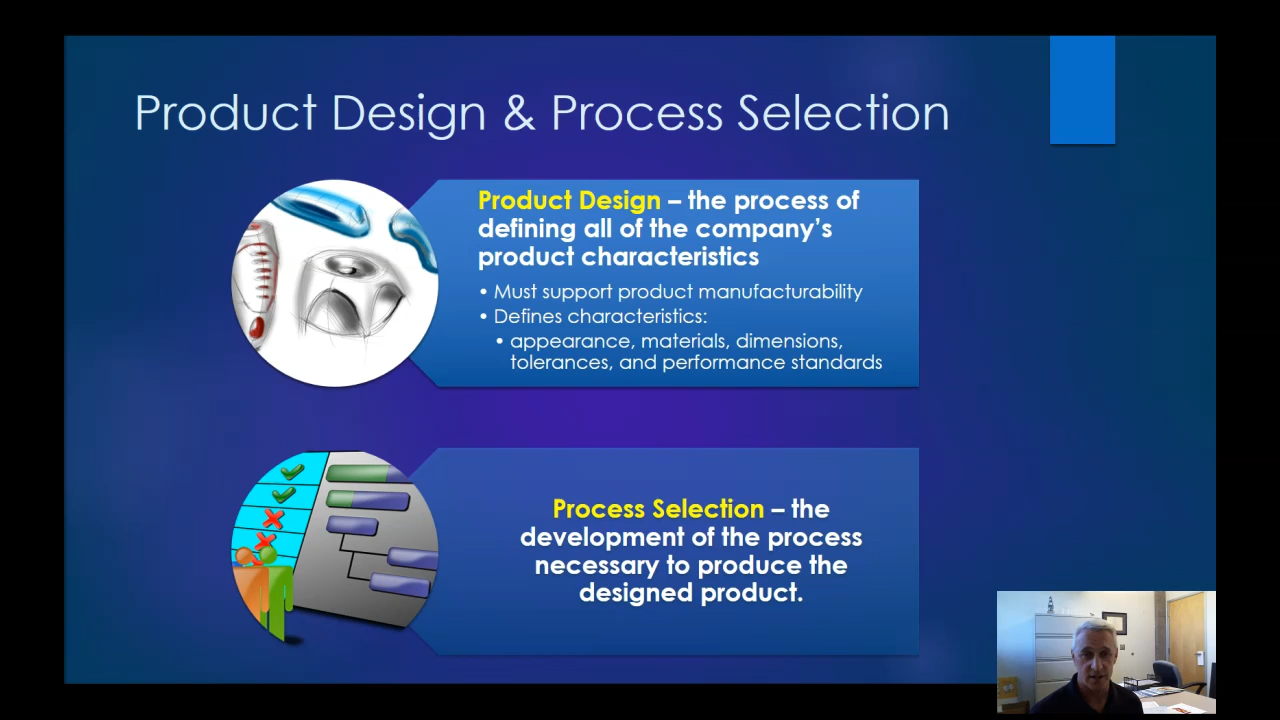 Product Design & Process Selection
Product Design – the process of
defining all of the company’s
product characteristics
• Must support product manufacturability
• Defines characteristics:
• appearance, materials, dimensions,
tolerances, and performance standards
Process Selection – the
development of the process
necessary to produce the
designed product.